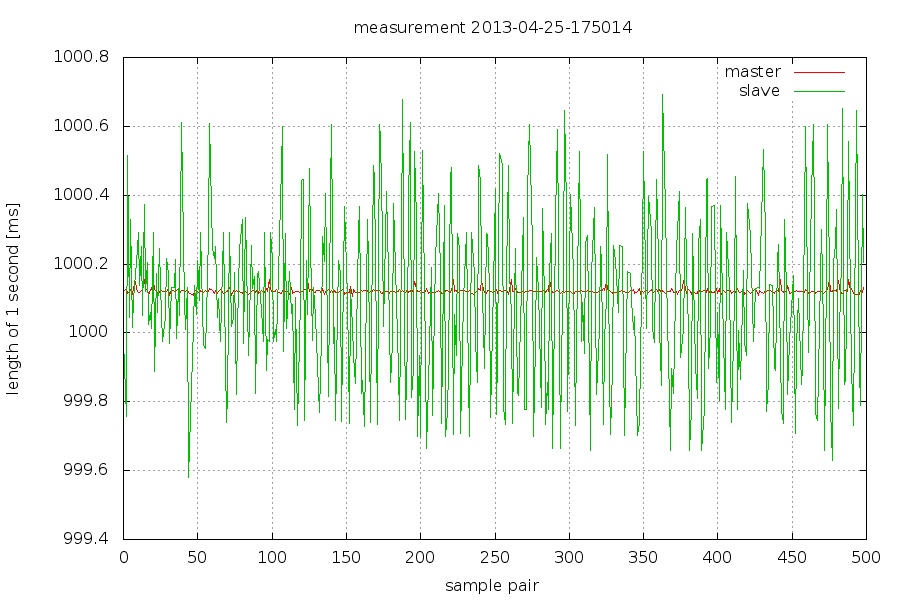 measurement 2013-04-25-175014
1000.8
1000.6
1000.4
1000.2
1000
999.8
999.6
999.4
length of 1 second [ms]
master
slave
0 50 100 150 200 250 300 350 400 450 500
sample pair